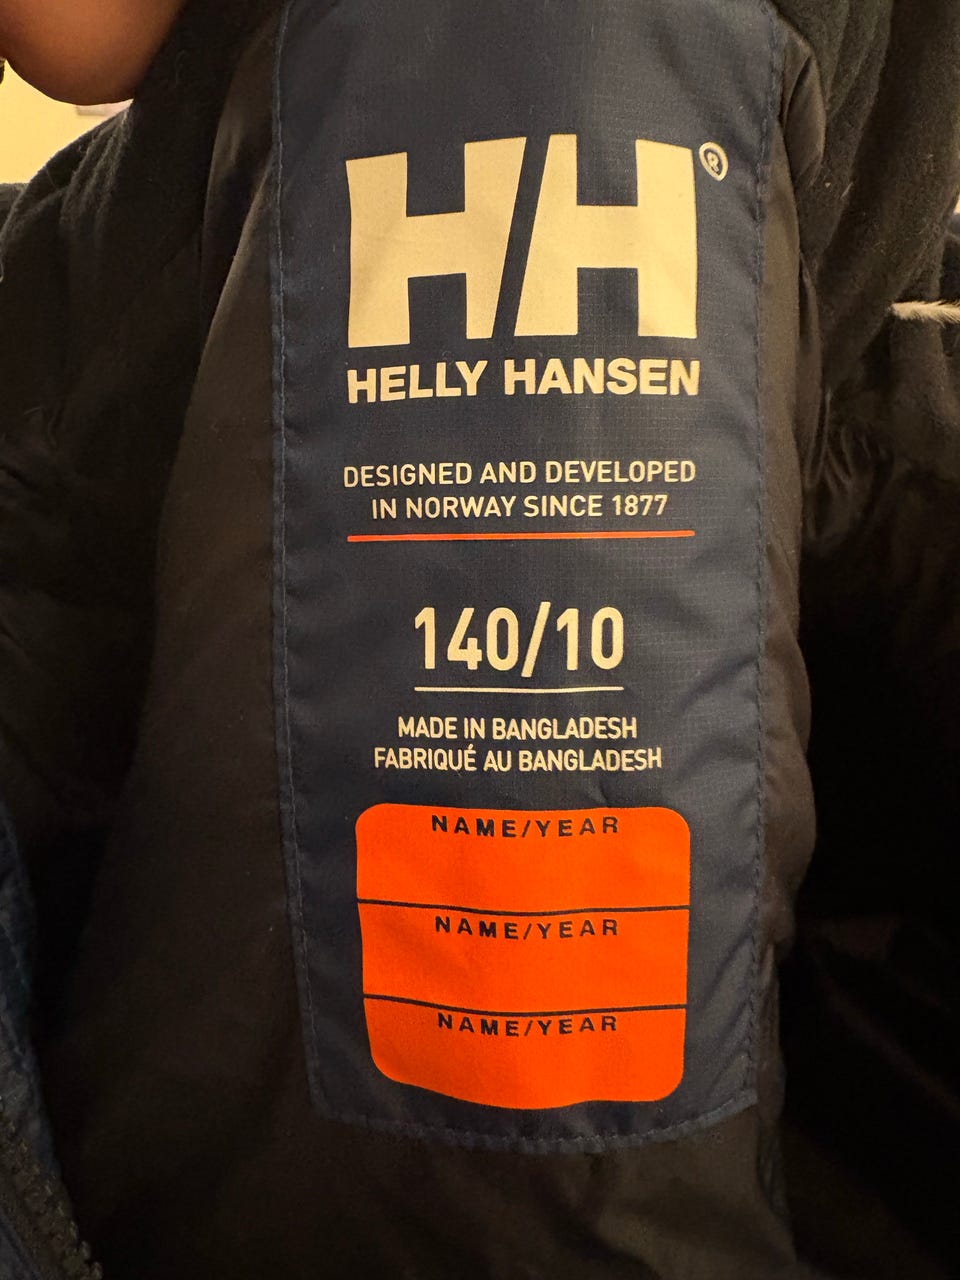 HH®
HELLY HANSEN
DESIGNED AND DEVELOPED
IN NORWAY SINCE 1877
140/10
MADE IN BANGLADESH
FABRIQUÉ AU BANGLADESH
NAME/YEAR
NAME/YEAR
NAME/YEAR